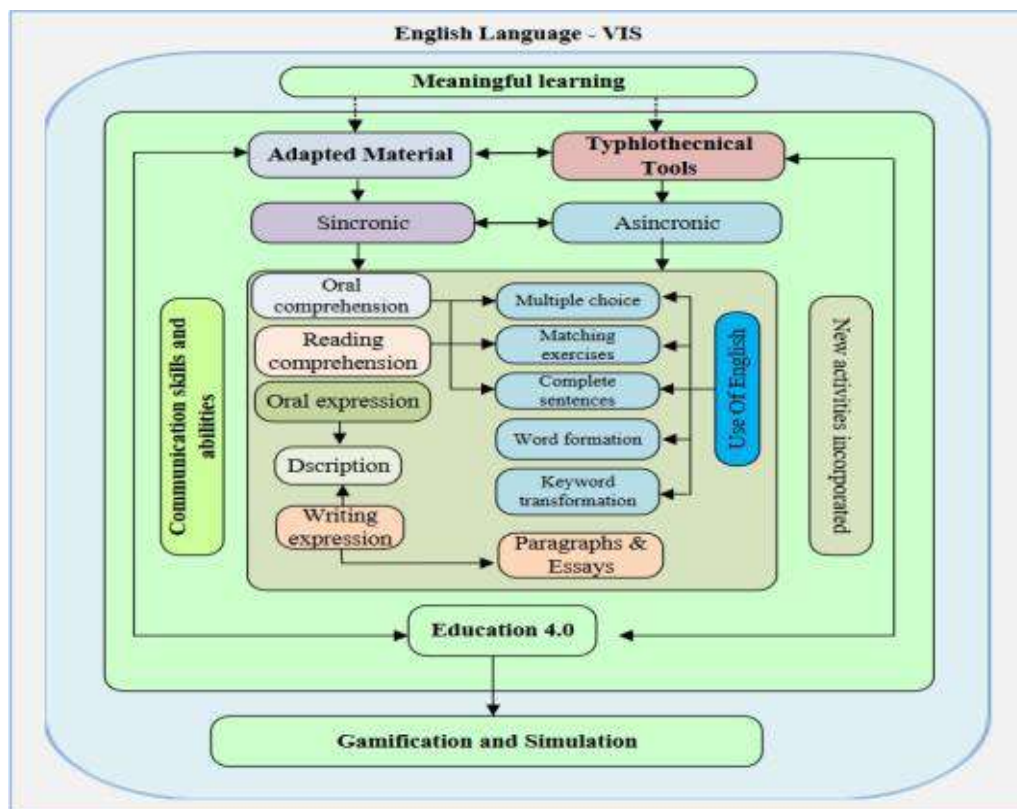 English Language - VIS
Meaningful learning
Adapted Material
Typhlothecnical
Tools
Sincronic
Asincronic
Oral
comprehension
Multiple choice
Reading
comprehension
Matching
exercises
Oral expression
Complete
sentences
Dscription
Word formation
Writing
expression
Keyword
transformation
Paragraphs &
Essays
Communication skills and
abilities
Use Of English
New activities incorporated
Education 4.0
Gamification and Simulation